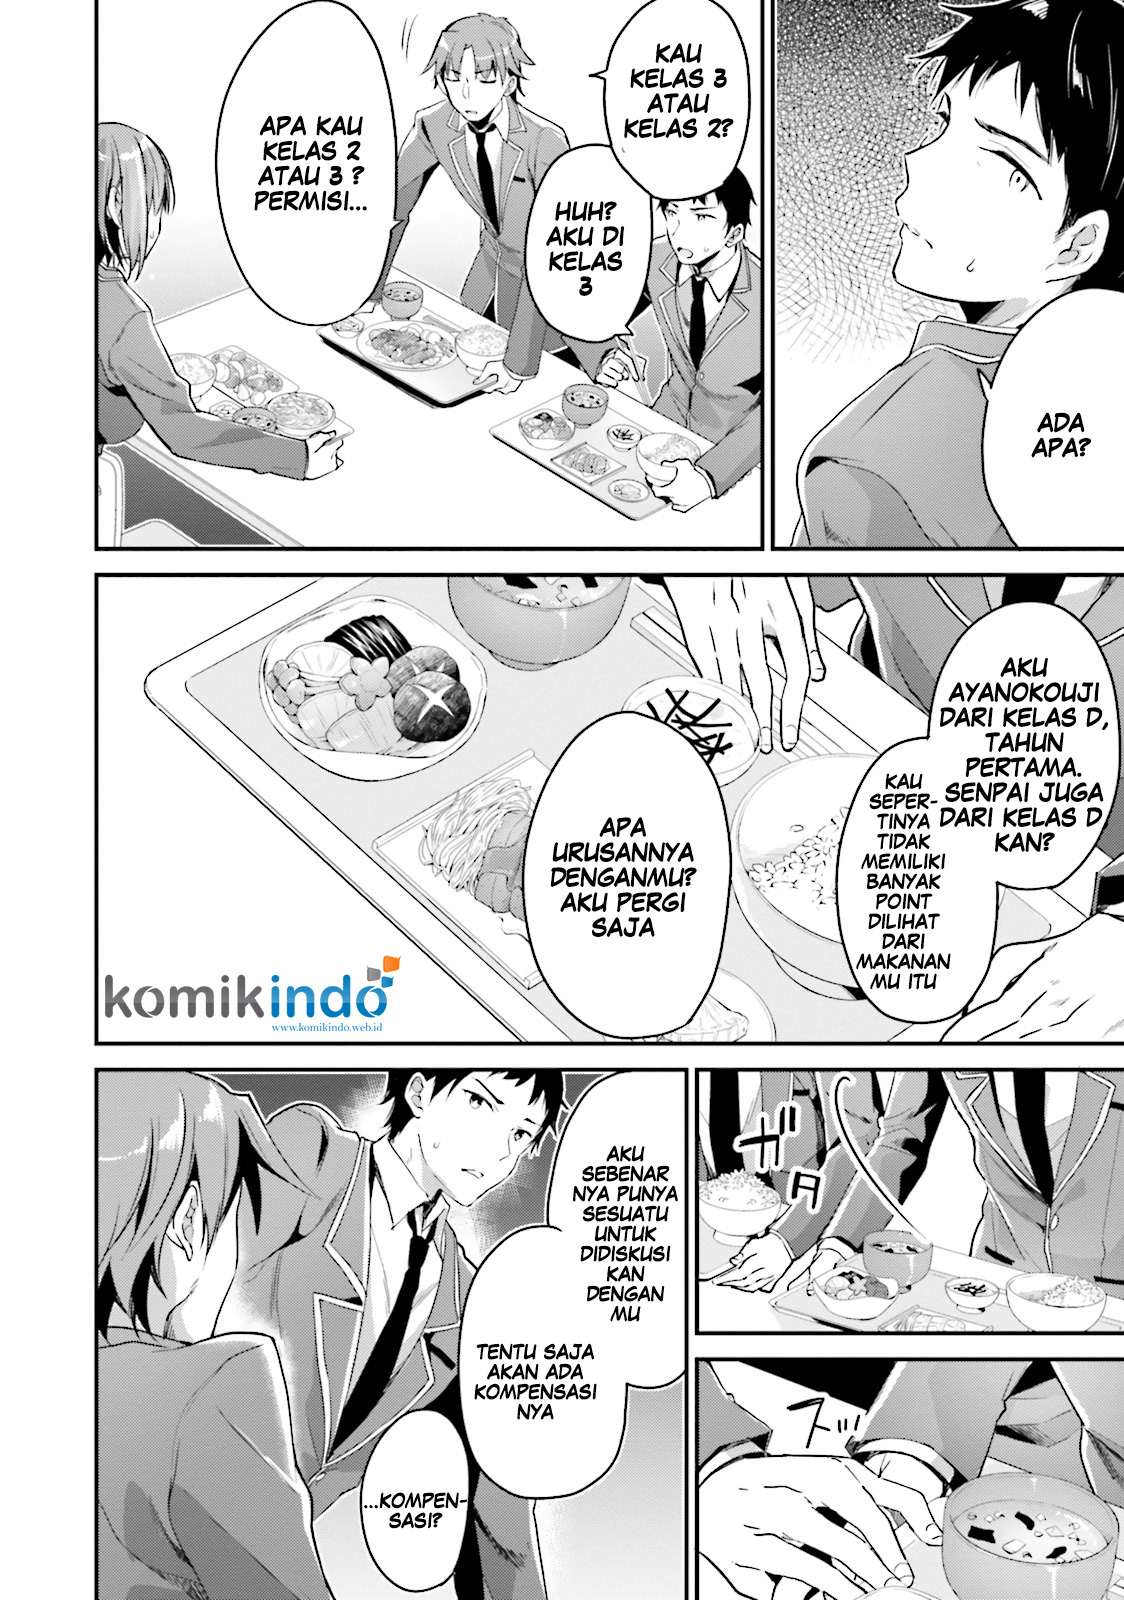 ADA
APA?
KAU
KELAS 3
ATAU
KELAS 2?
HUH?
AKU DI
KELAS
3
APA KAU
KELAS 2
ATAU 3 ?
PERMISI...
AKU
AYANOKOUJI
DARI KELAS D,
TAHUN
PERTAMA.
SENPAI JUGA
DARI KELAS D
KAN?
KAU
SEPER-
TINYA
TIDAK
MEMILIKI
BANYAK
POINT
DILIHAT
DARI
MAKANAN
MU ITU
APA
URUSANNYA
DENGANMU?
AKU PERGI
SAJA
komikindo
www.komikindo.web.id
ガタ
ズッ
AKU
SEBENAR
NYA PUNYA
SESUATU
UNTUK
DIDISKUSI
KAN
DENGAN
MU
TENTU SAJA
AKAN ADA
KOMPENSASI
NYA
...KOMPEN-
SASI?